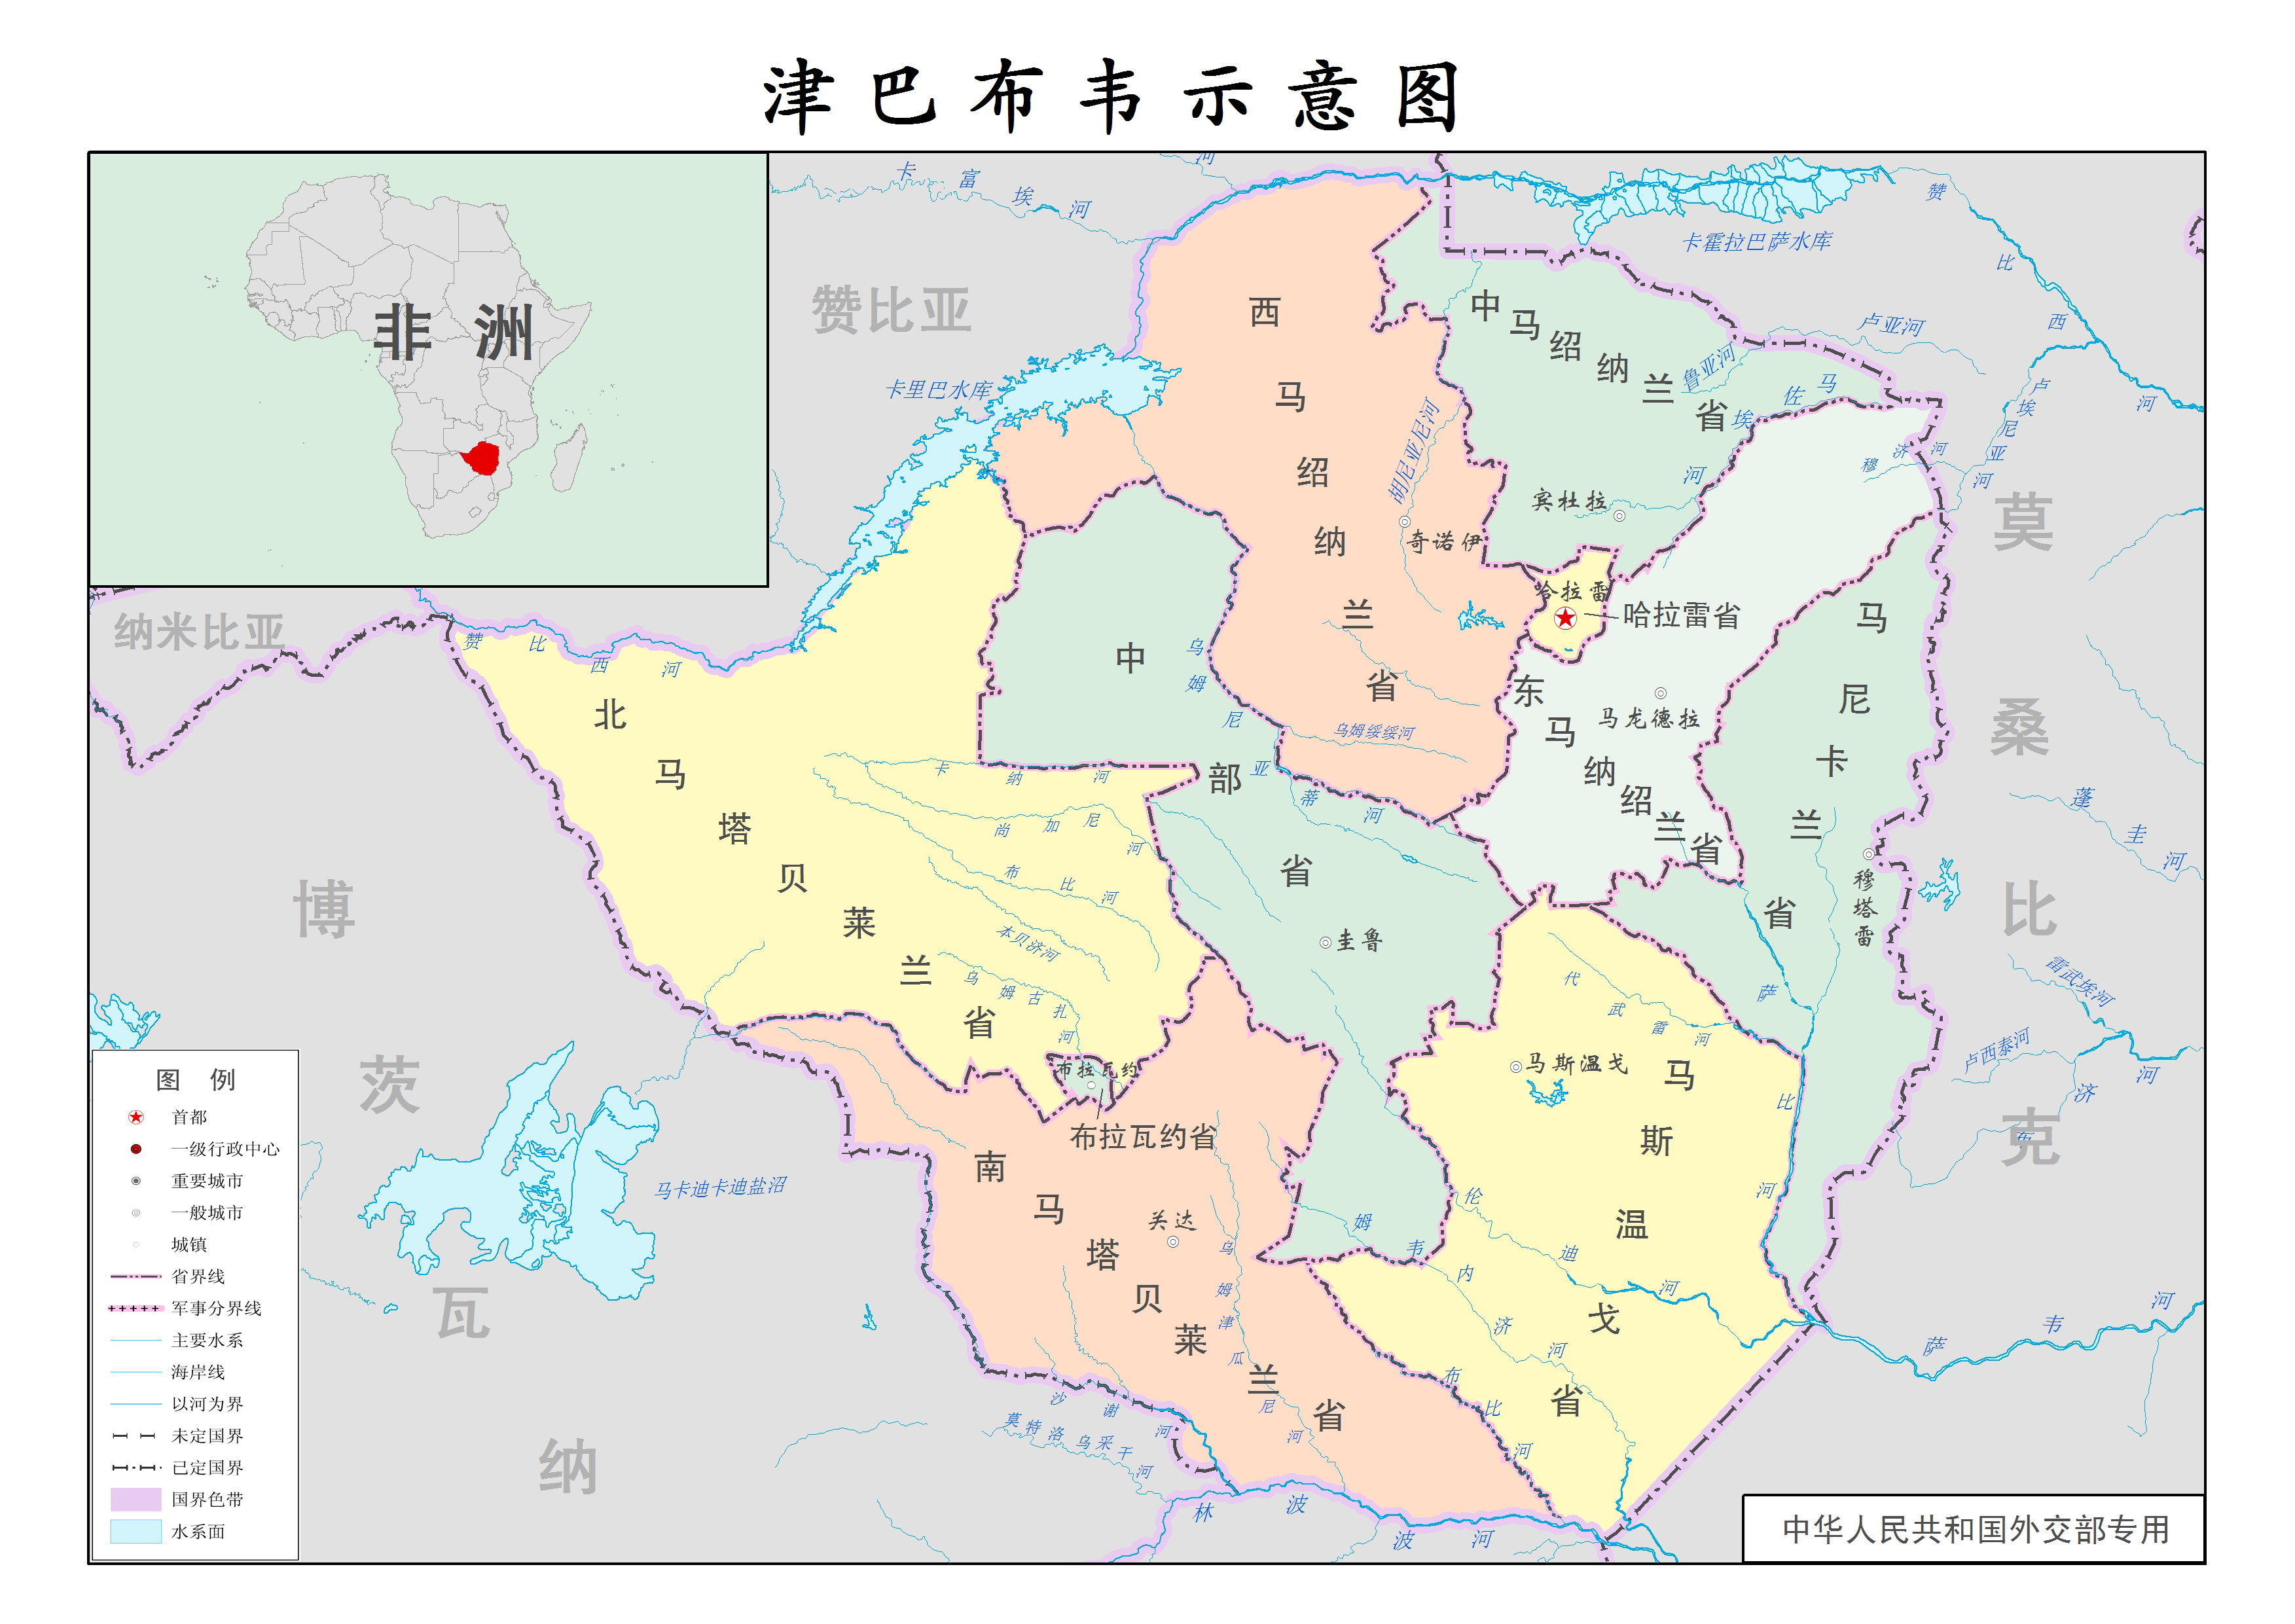 津巴布韦示意图
非洲
卡富埃河
河
赞比亚
卡里巴水库
卡霍拉巴萨水库
赞比西河
卢亚河
鲁亚河
马佐埃河
卢埃尼亚河
穆济河
纳米比亚
赞比西河
西马绍纳兰省
中马绍纳兰省
胡尼亚尼河
奇诺伊
宾杜拉
哈拉雷
哈拉雷省
莫桑比克
马龙德拉
东马纳绍兰省
马尼卡兰省
穆塔雷
蓬圭河
中部省
乌姆尼亚蒂河
乌姆绥绥河
北马塔贝莱兰省
卡纳河
尚加尼河
布比河
本贝济河
乌姆古扎河
圭鲁
博茨瓦纳
布拉瓦约
布拉瓦约省
代武雷河
萨比河
雷武埃河
卢西泰河
布济河
马斯温戈
马斯温戈省
马卡迪卡迪盐沼
南马塔贝莱兰省
关达
乌姆津瓜尼河
姆韦内济河
伦迪河
布比河
萨韦河
沙谢河
莫特洛乌采干河
林波波河
图例
首都
一级行政中心
重要城市
一般城市
城镇
省界线
军事分界线
主要水系
海岸线
以河为界
未定国界
已定国界
国界色带
水系面
中华人民共和国外交部专用